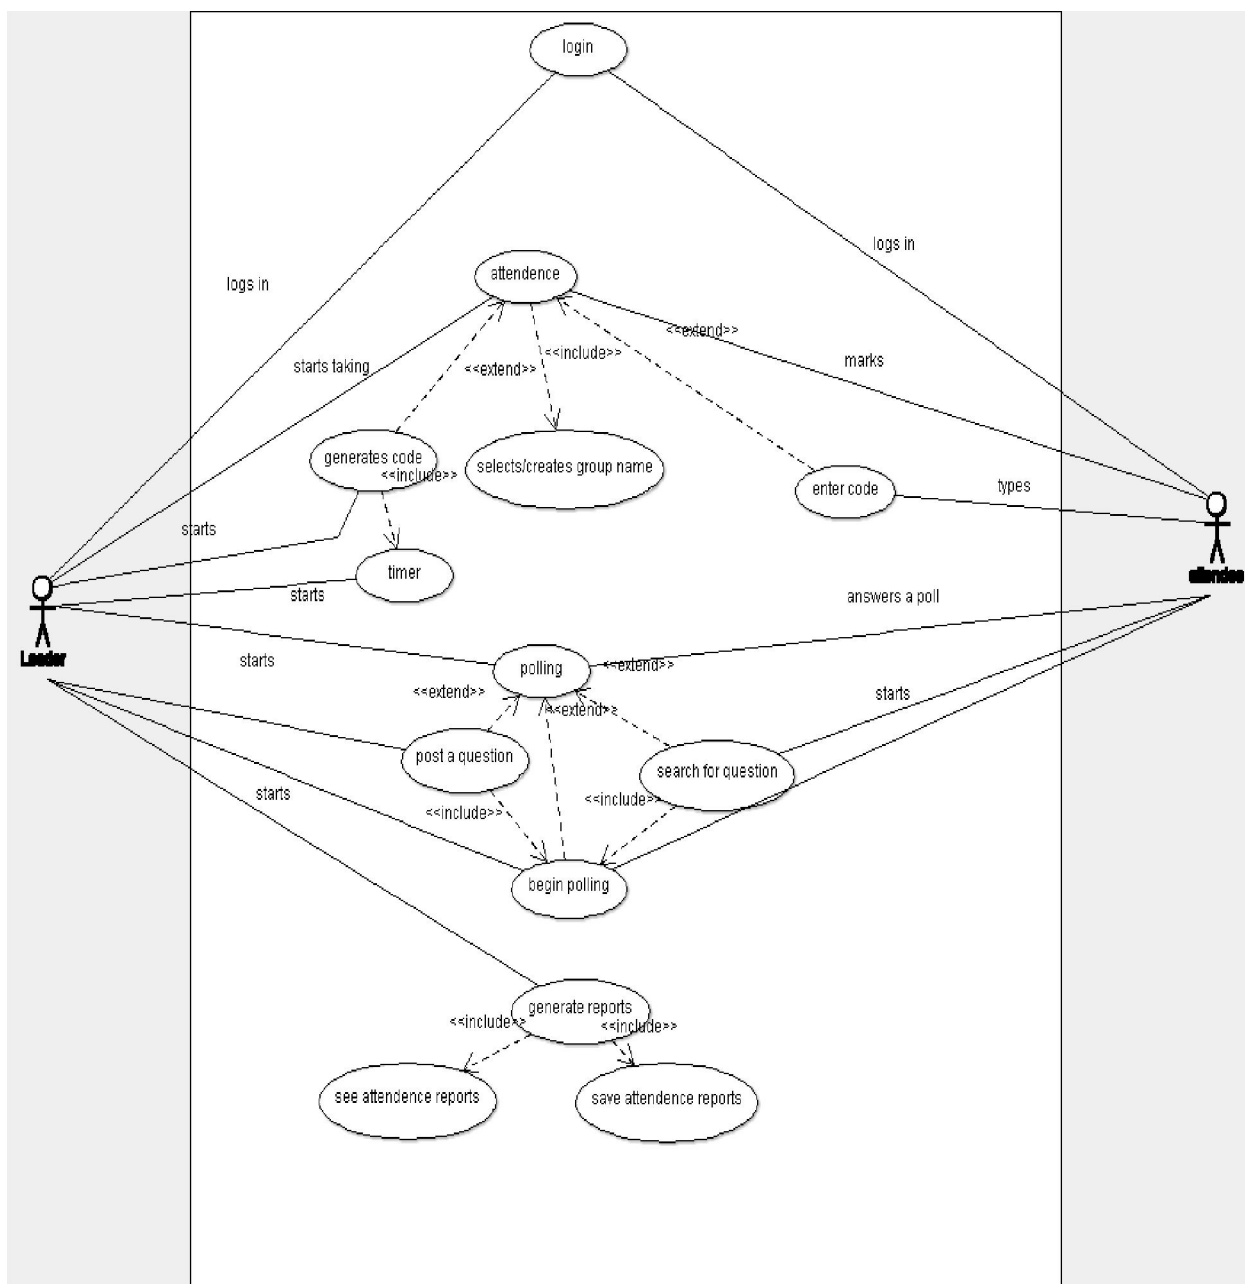 login
logs in
logs in
attendence
<<extend>>
starts taking
<<include>>
marks
<<extend>>
generates code
<<include>>
selects/creates group name
enter code
types
starts
timer
starts
attendee
answers a poll
Leader
starts
polling
<<extend>>
<<extend>>
<<extend>>
starts
post a question
search for question
starts
<<include>>
<<include>>
begin polling
generate reports
<<include>>
<<include>>
see attendence reports
save attendence reports